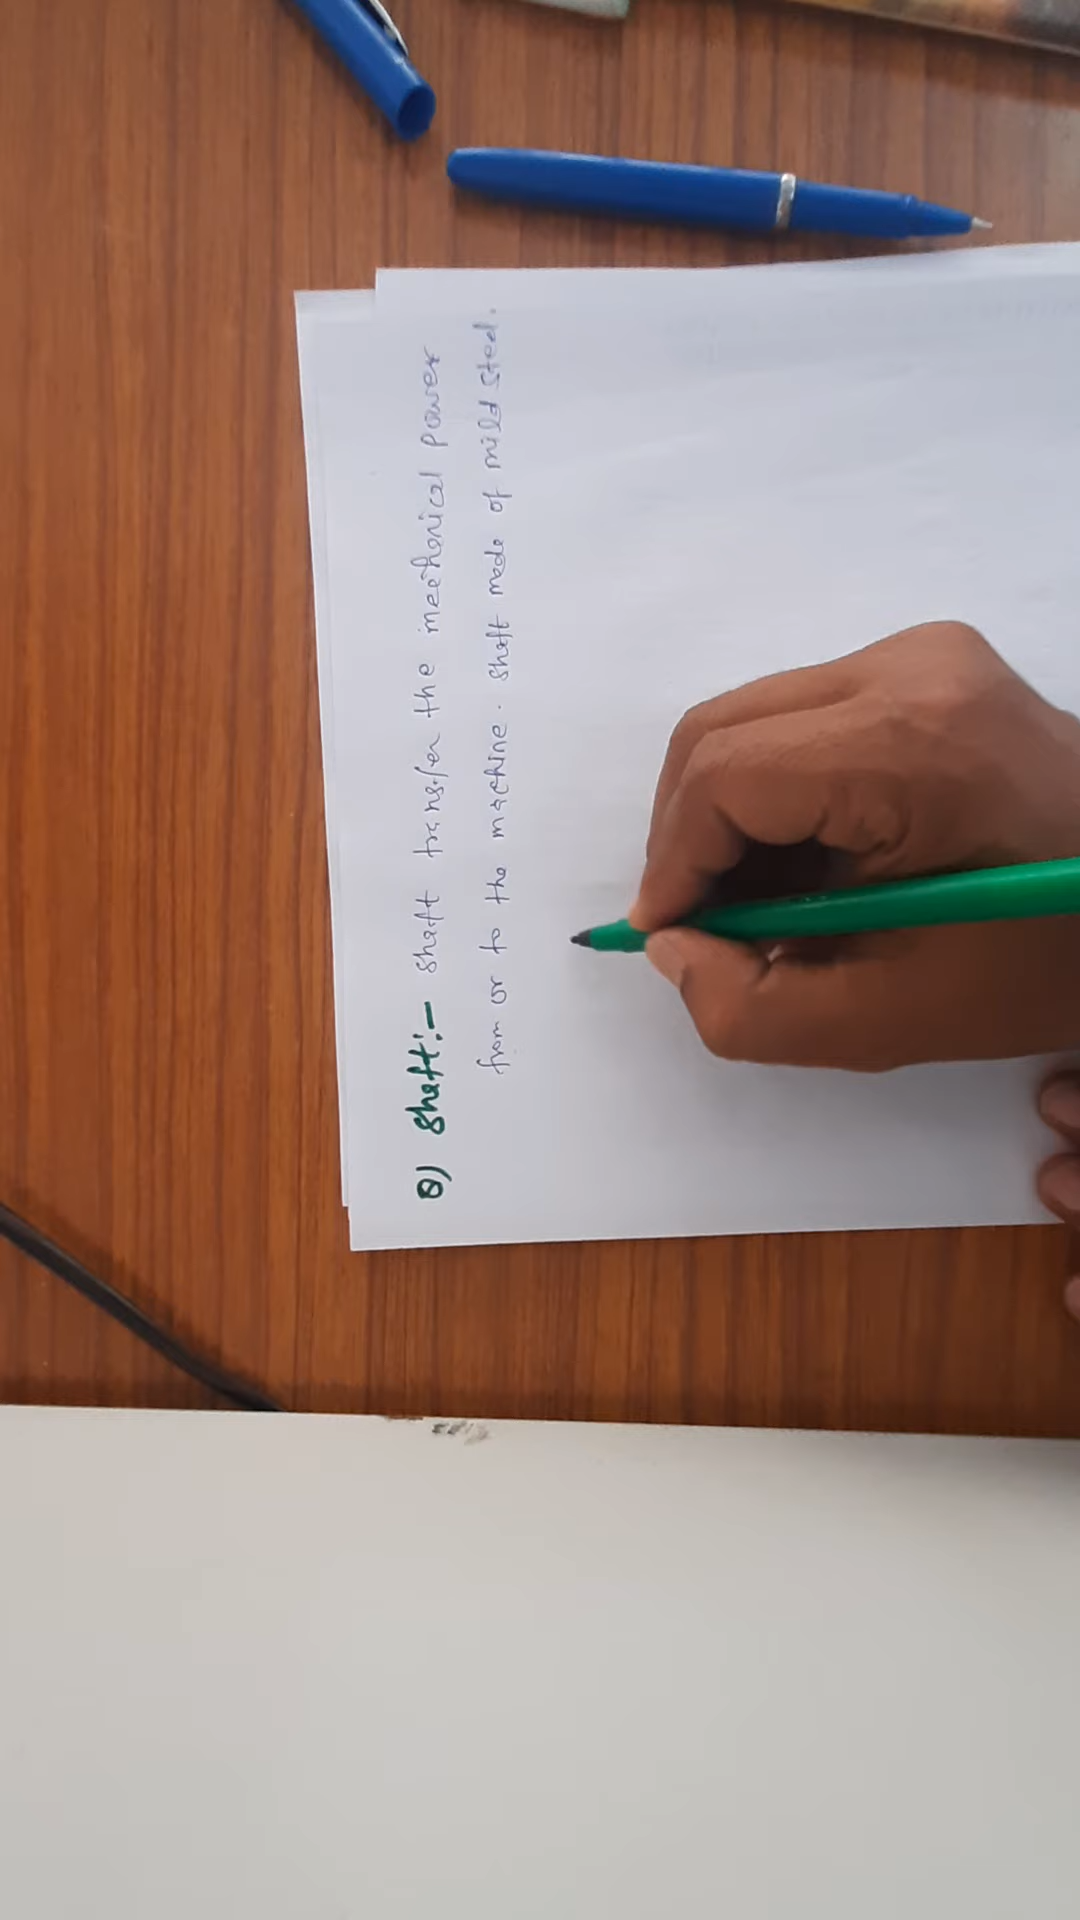 8) Shaft:- Shaft transfer the mechanical power
from or to the machine. Shaft made of mild steel.